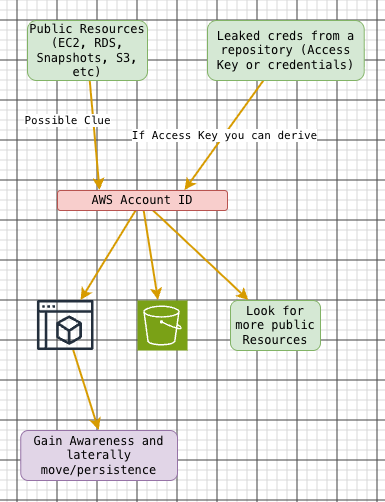 Public Resources
(EC2, RDS,
Snapshots, S3,
etc)
Leaked creds from a
repository (Access
Key or credentials)
Possible Clue
If Access Key you can derive
AWS Account ID
Look for
more public
Resources
Gain Awareness and
laterally
move/persistence